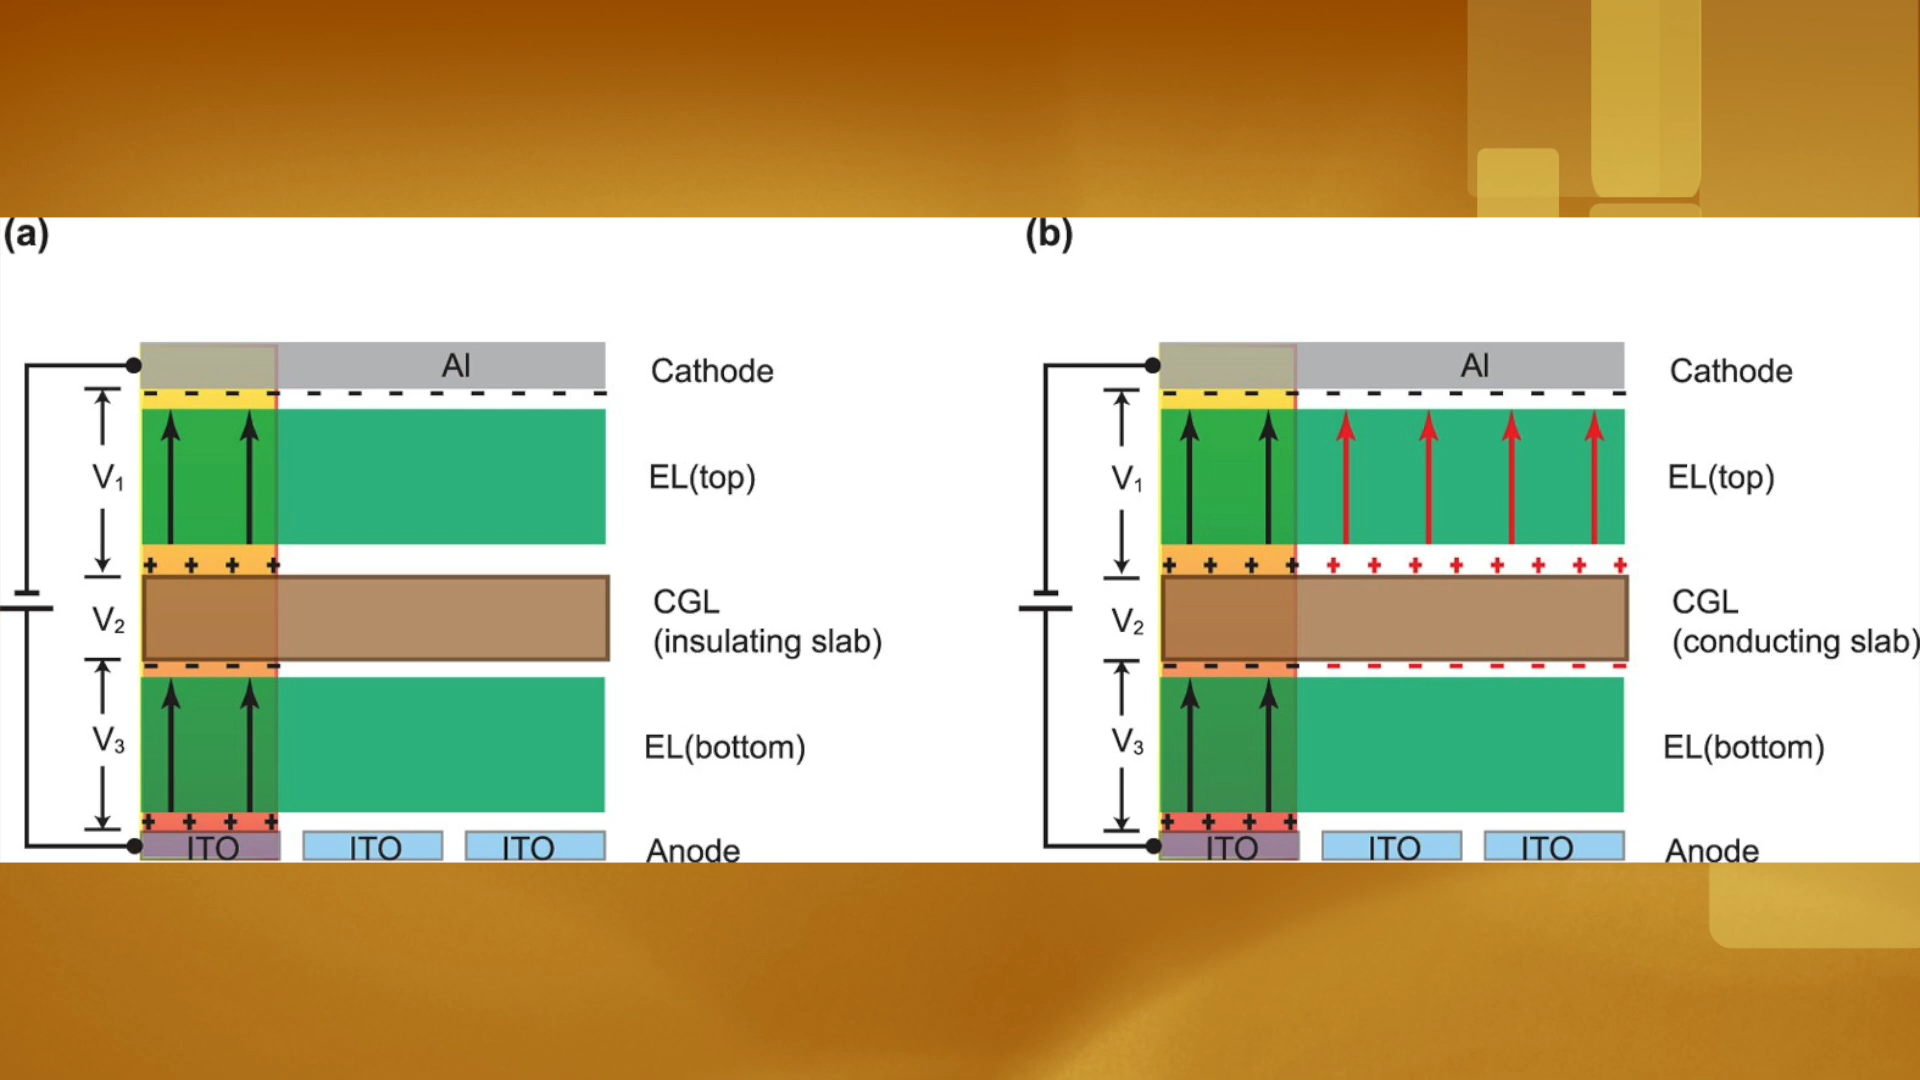 (a)
Al
Cathode
V₁
EL(top)
V₂
CGL
(insulating slab)
V₃
EL(bottom)
ITO ITO ITO
Anode
(b)
Al
Cathode
V₁
EL(top)
V₂
CGL
(conducting slab)
V₃
EL(bottom)
ITO ITO ITO
Anode